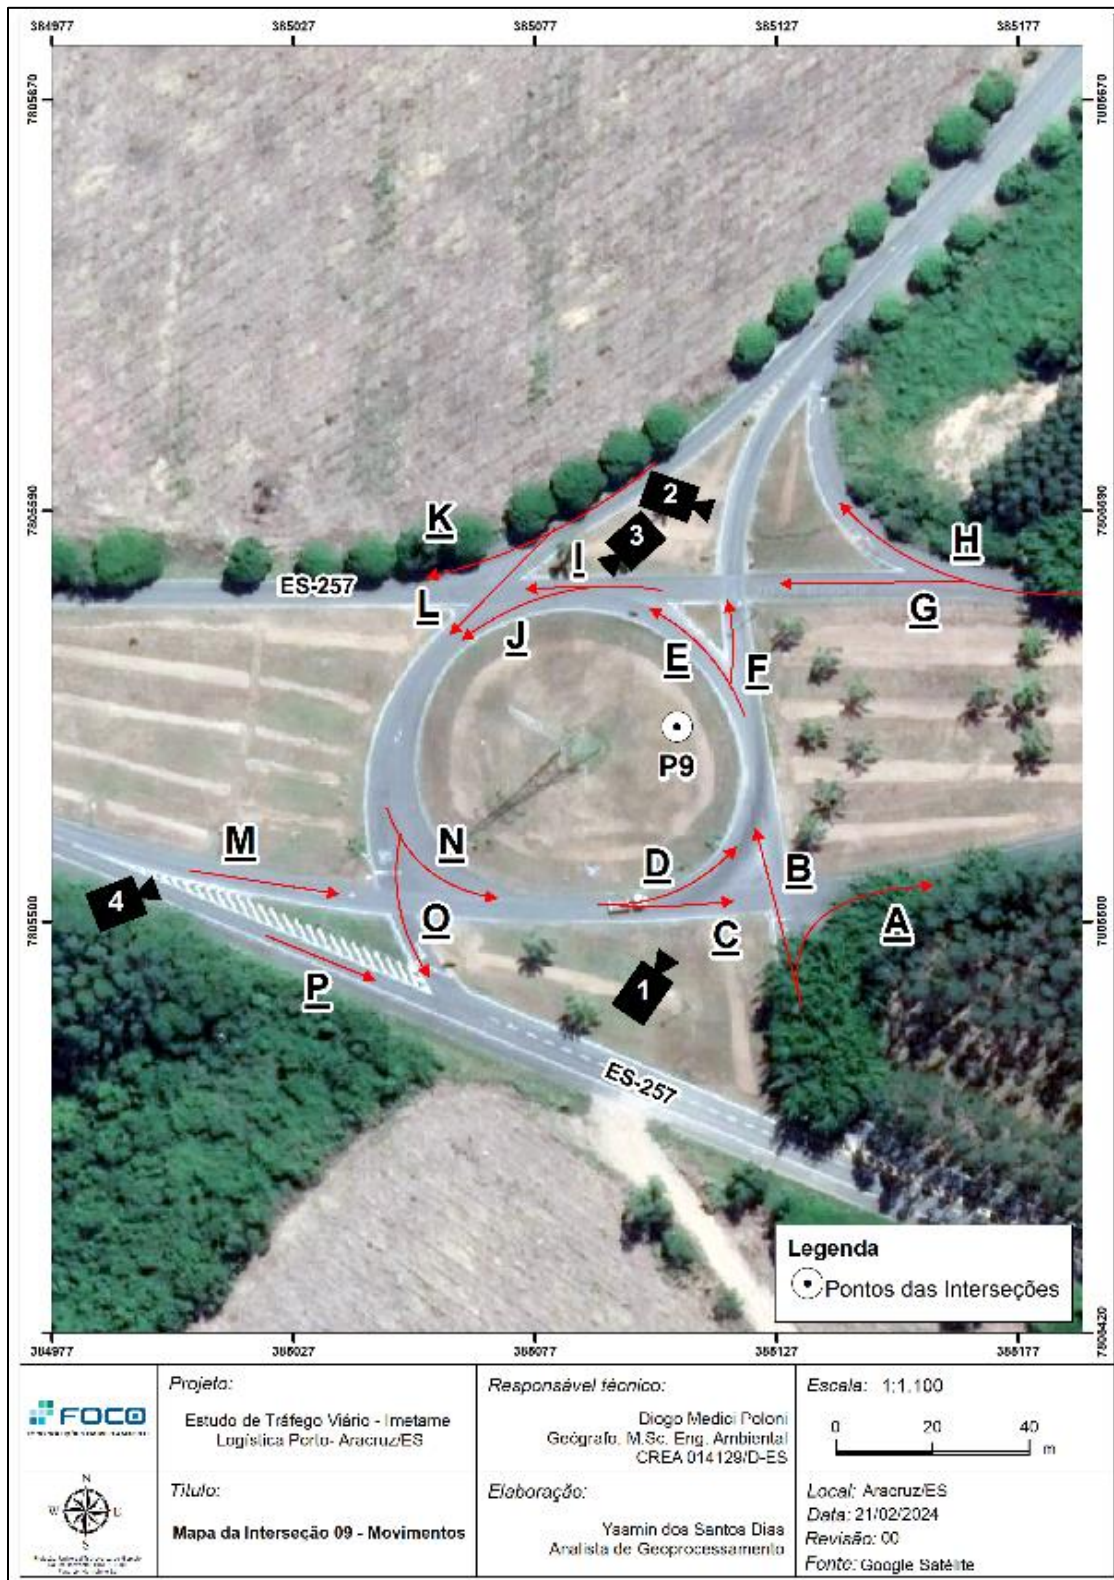 384977 385027 385077 385127 385177
K
2
3
H
I
ES-257
L
G
J
E
F
P9
M
N
D
B
4
O
C
A
P
1
ES-257
Legenda
Pontos das Interseções
384977 385027 385077 385127 385177
FOCO
Projeto:
Estudo de Tráfego Viário - Imetame
Logística Porto- Aracruz/ES
Responsável técnico:
Diogo Medici Poloni
Geógrafo, M.Sc. Eng. Ambiental
CREA 014129/D-ES
Escala: 1:1.100
0 20 40
m
N
W E
S
Título:
Mapa da Interseção 09 - Movimentos
Elaboração:
Yasmin dos Santos Dias
Analista de Geoprocessamento
Local: Aracruz/ES
Data: 21/02/2024
Revisão: 00
Fonte: Google Satélite